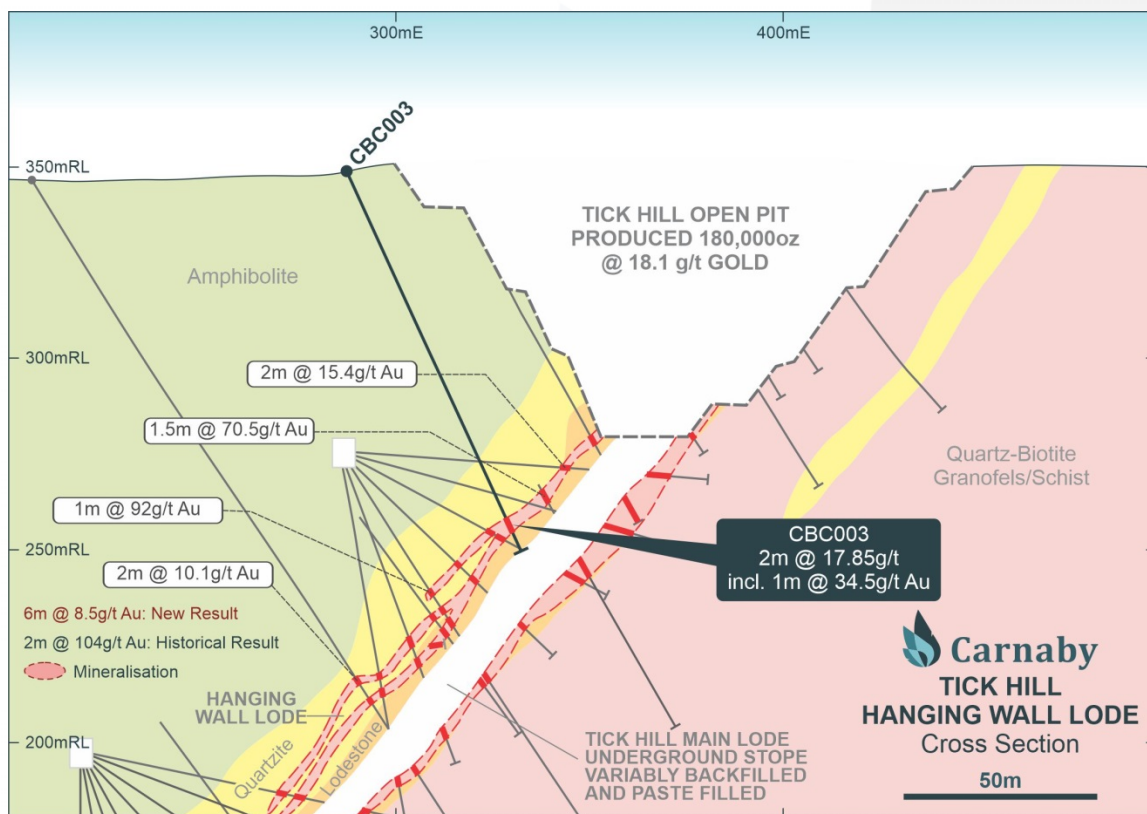 300mE
400mE
CBC003
350mRL
TICK HILL OPEN PIT
PRODUCED 180,000oz
@ 18.1 g/t GOLD
Amphibolite
300mRL
2m @ 15.4g/t Au
1.5m @ 70.5g/t Au
Quartz-Biotite
Granofels/Schist
1m @ 92g/t Au
250mRL
CBC003
2m @ 17.85g/t
incl. 1m @ 34.5g/t Au
2m @ 10.1g/t Au
6m @ 8.5g/t Au: New Result
2m @ 104g/t Au: Historical Result
Mineralisation
HANGING
WALL LODE
Quartzite
Lodestone
200mRL
TICK HILL MAIN LODE
UNDERGROUND STOPE
VARIABLY BACKFILLED
AND PASTE FILLED
Carnaby
TICK HILL
HANGING WALL LODE
Cross Section
50m